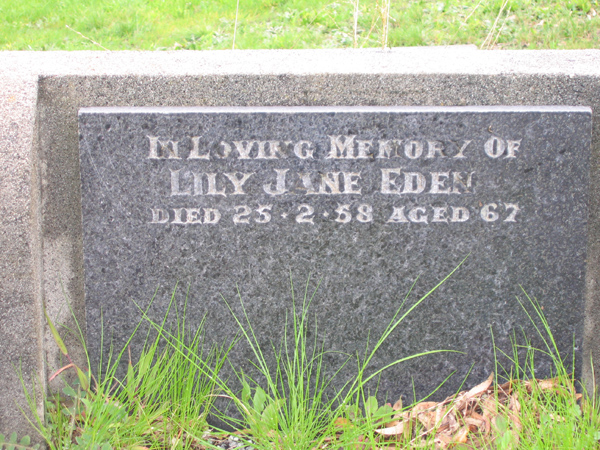 In Loving Memory Of
Lily Jane Eden
Died 25·2·58 Aged 67